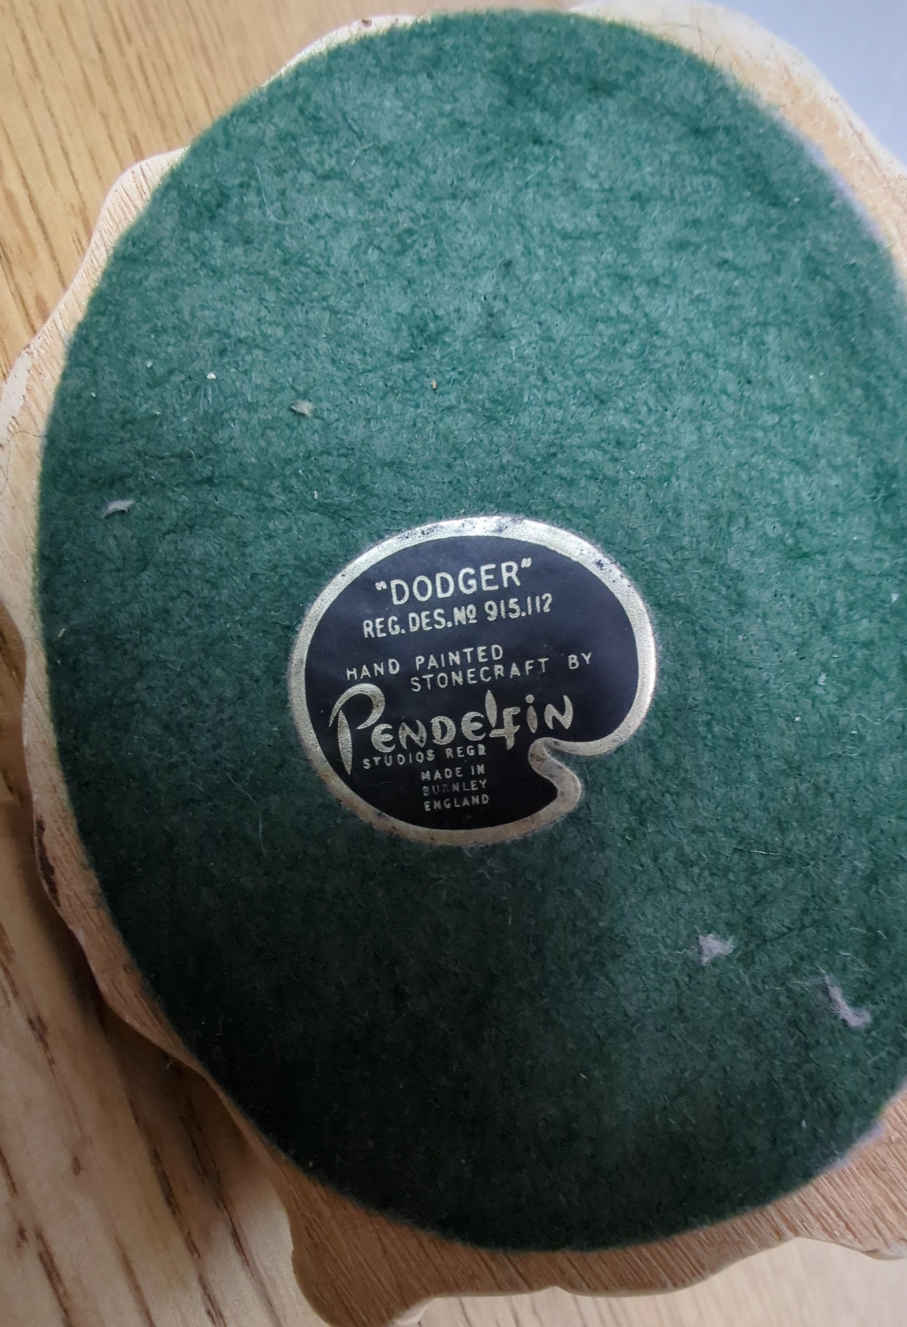 "DODGER"
REG. DES. Nº 915.112
HAND PAINTED
STONECRAFT BY
PENDELFIN
STUDIOS REGD
MADE IN
BURNLEY
ENGLAND